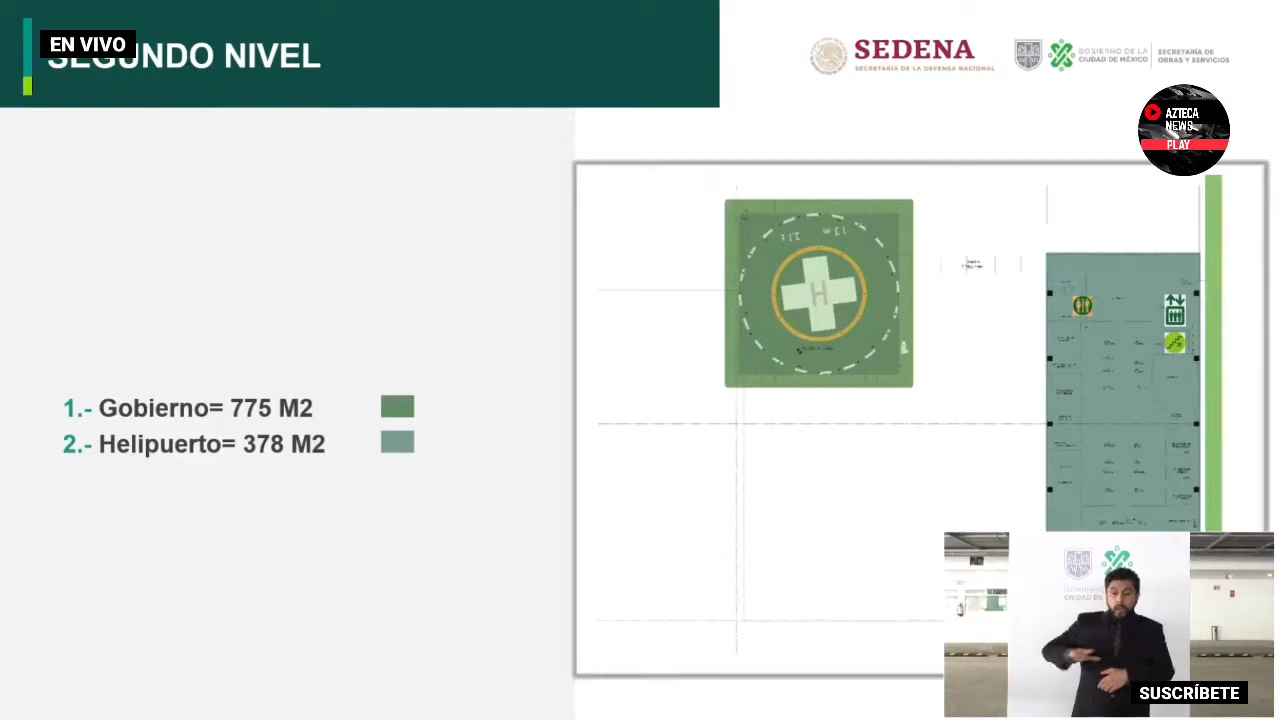 EN VIVO
SEGUNDO NIVEL
SEDENA
SECRETARÍA DE LA DEFENSA NACIONAL
GOBIERNO DE LA
CIUDAD DE MÉXICO
SECRETARÍA DE
OBRAS Y SERVICIOS
AZTECA
NEWS
PLAY
1.- Gobierno= 775 M2
2.- Helipuerto= 378 M2
H
SUSCRÍBETE